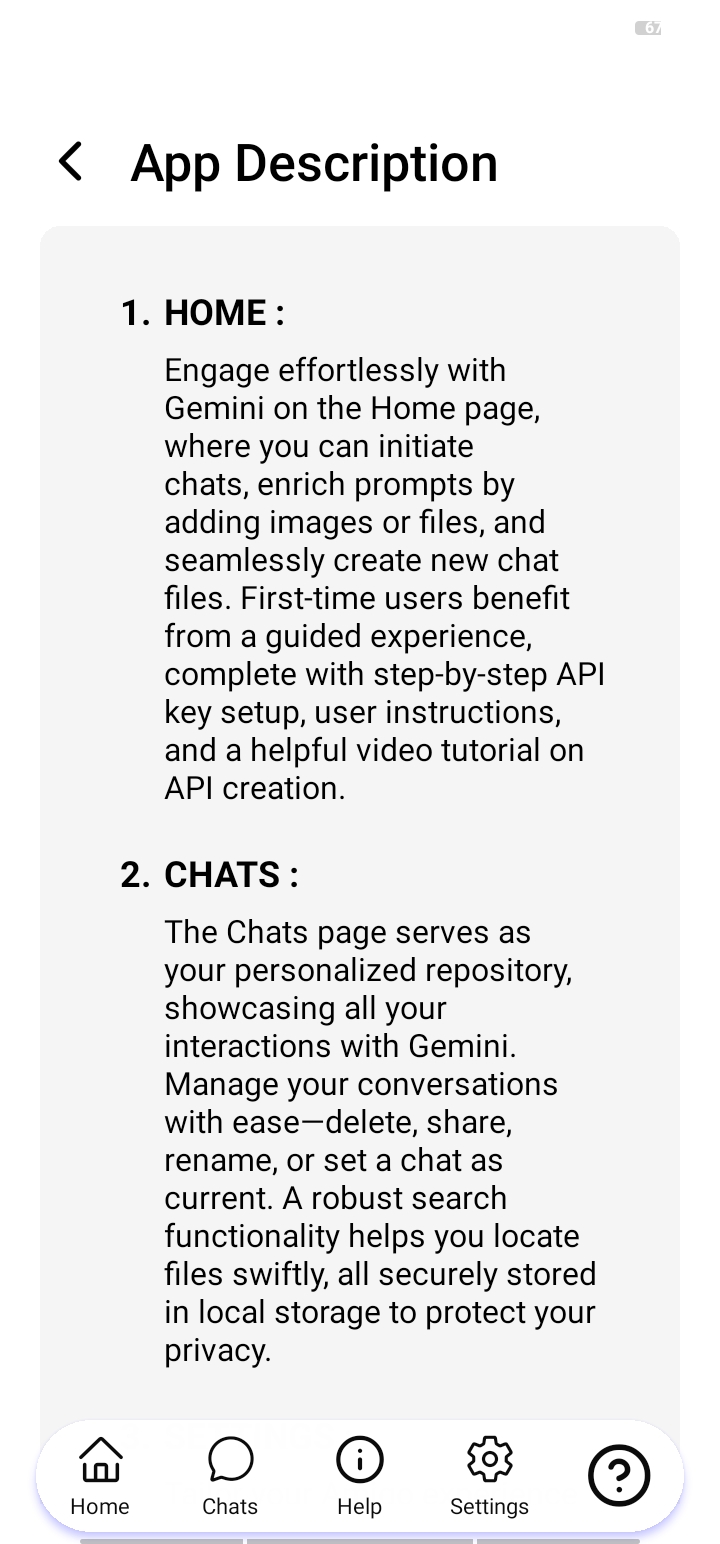 67
App Description
1. HOME :
Engage effortlessly with
Gemini on the Home page,
where you can initiate
chats, enrich prompts by
adding images or files, and
seamlessly create new chat
files. First-time users benefit
from a guided experience,
complete with step-by-step API
key setup, user instructions,
and a helpful video tutorial on
API creation.
2. CHATS :
The Chats page serves as
your personalized repository,
showcasing all your
interactions with Gemini.
Manage your conversations
with ease—delete, share,
rename, or set a chat as
current. A robust search
functionality helps you locate
files swiftly, all securely stored
in local storage to protect your
privacy.
Home
Chats
Help
Settings